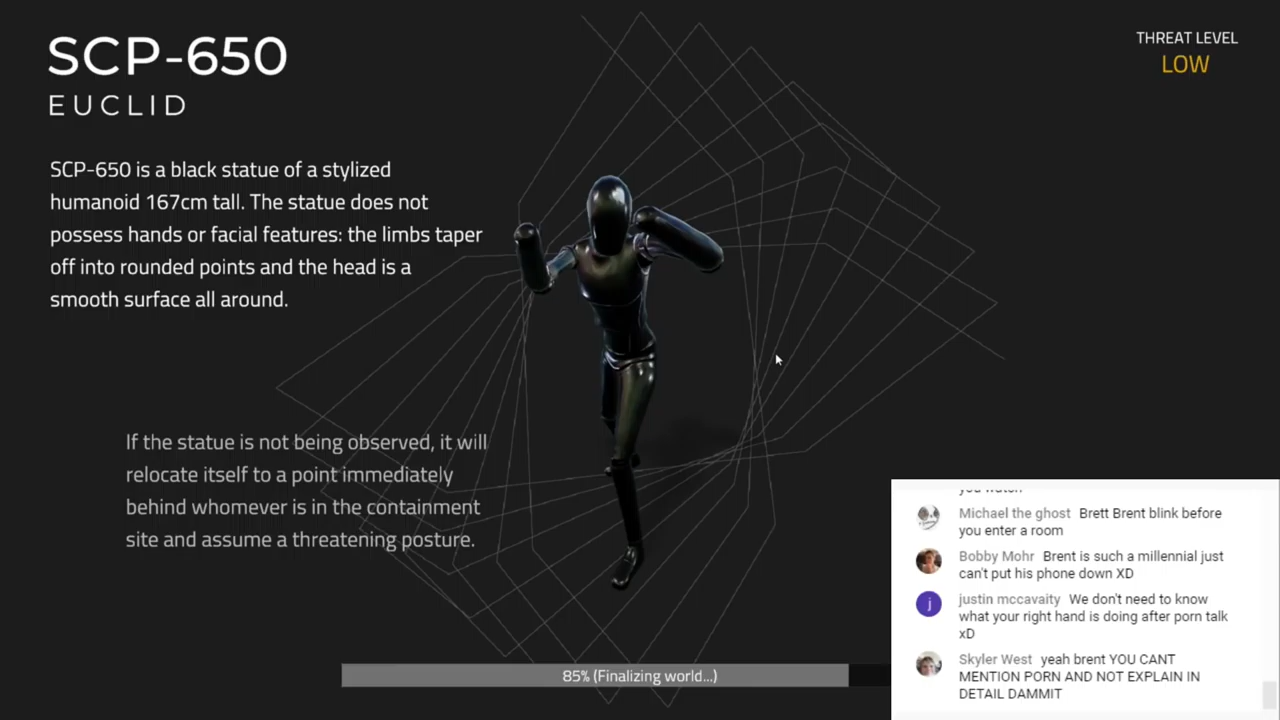 SCP-650
EUCLID
THREAT LEVEL
LOW
SCP-650 is a black statue of a stylized
humanoid 167cm tall. The statue does not
possess hands or facial features: the limbs taper
off into rounded points and the head is a
smooth surface all around.
If the statue is not being observed, it will
relocate itself to a point immediately
behind whomever is in the containment
site and assume a threatening posture.
85% (Finalizing world...)
you watch
Michael the ghost Brett Brent blink before
you enter a room
Bobby Mohr Brent is such a millennial just
can't put his phone down XD
j
justin mccavaity We don't need to know
what your right hand is doing after porn talk
xD
Skyler West yeah brent YOU CANT
MENTION PORN AND NOT EXPLAIN IN
DETAIL DAMMIT